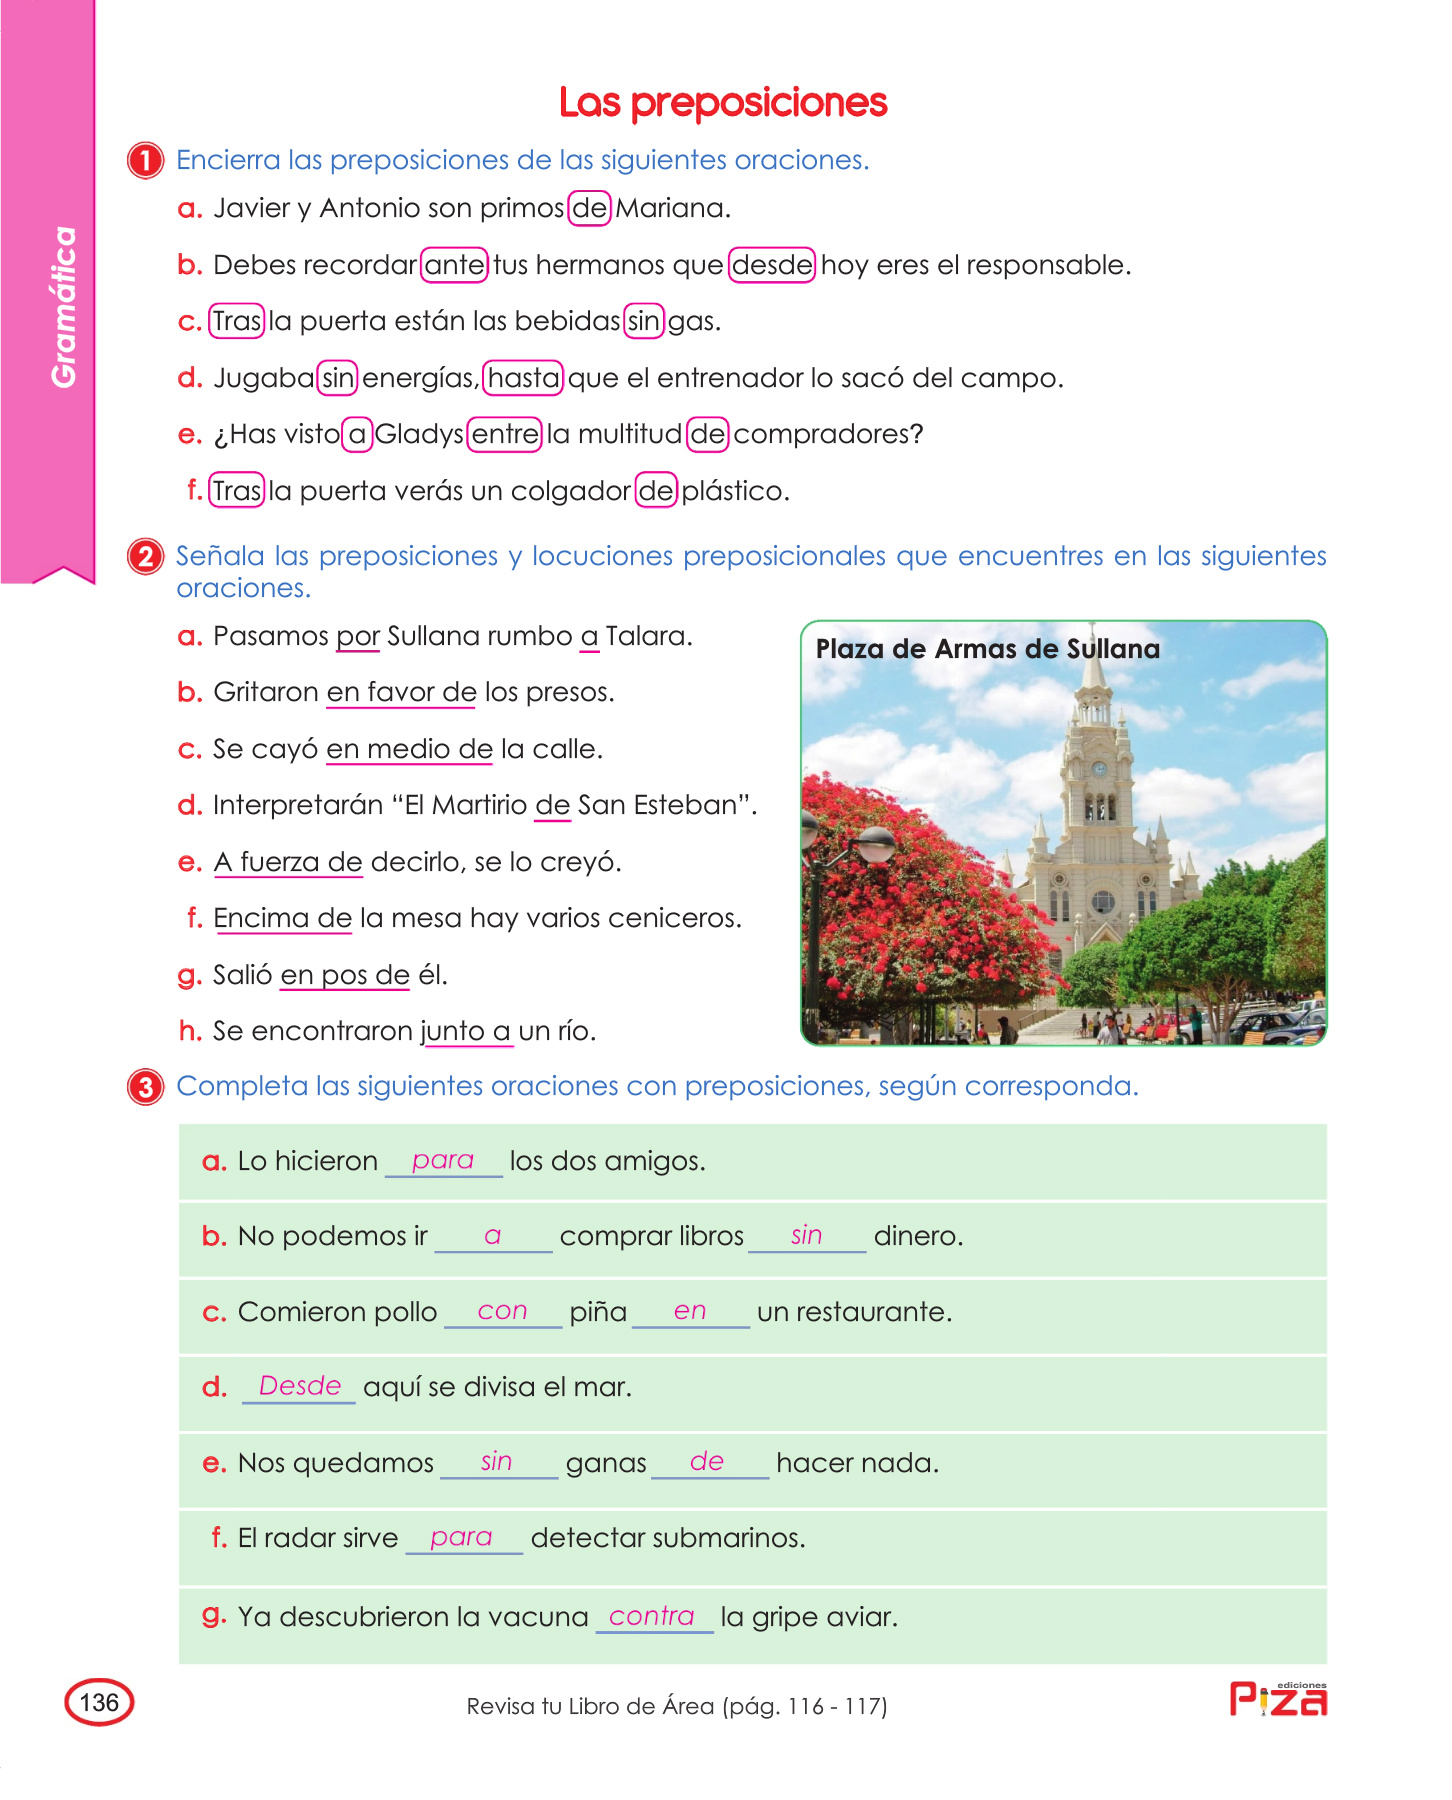 Gramática
Las preposiciones
1 Encierra las preposiciones de las siguientes oraciones.
a. Javier y Antonio son primos de Mariana.
b. Debes recordar ante tus hermanos que desde hoy eres el responsable.
c. Tras la puerta están las bebidas sin gas.
d. Jugaba sin energías, hasta que el entrenador lo sacó del campo.
e. ¿Has visto a Gladys entre la multitud de compradores?
f. Tras la puerta verás un colgador de plástico.
2 Señala las preposiciones y locuciones preposicionales que encuentres en las siguientes
oraciones.
a. Pasamos por Sullana rumbo a Talara.
b. Gritaron en favor de los presos.
c. Se cayó en medio de la calle.
d. Interpretarán “El Martirio de San Esteban”.
e. A fuerza de decirlo, se lo creyó.
f. Encima de la mesa hay varios ceniceros.
g. Salió en pos de él.
h. Se encontraron junto a un río.
Plaza de Armas de Sullana
3 Completa las siguientes oraciones con preposiciones, según corresponda.
a. Lo hicieron para los dos amigos.
b. No podemos ir a comprar libros sin dinero.
c. Comieron pollo con piña en un restaurante.
d. Desde aquí se divisa el mar.
e. Nos quedamos sin ganas de hacer nada.
f. El radar sirve para detectar submarinos.
g. Ya descubrieron la vacuna contra la gripe aviar.
136
Revisa tu Libro de Área (pág. 116 - 117)
ediciones
Piza